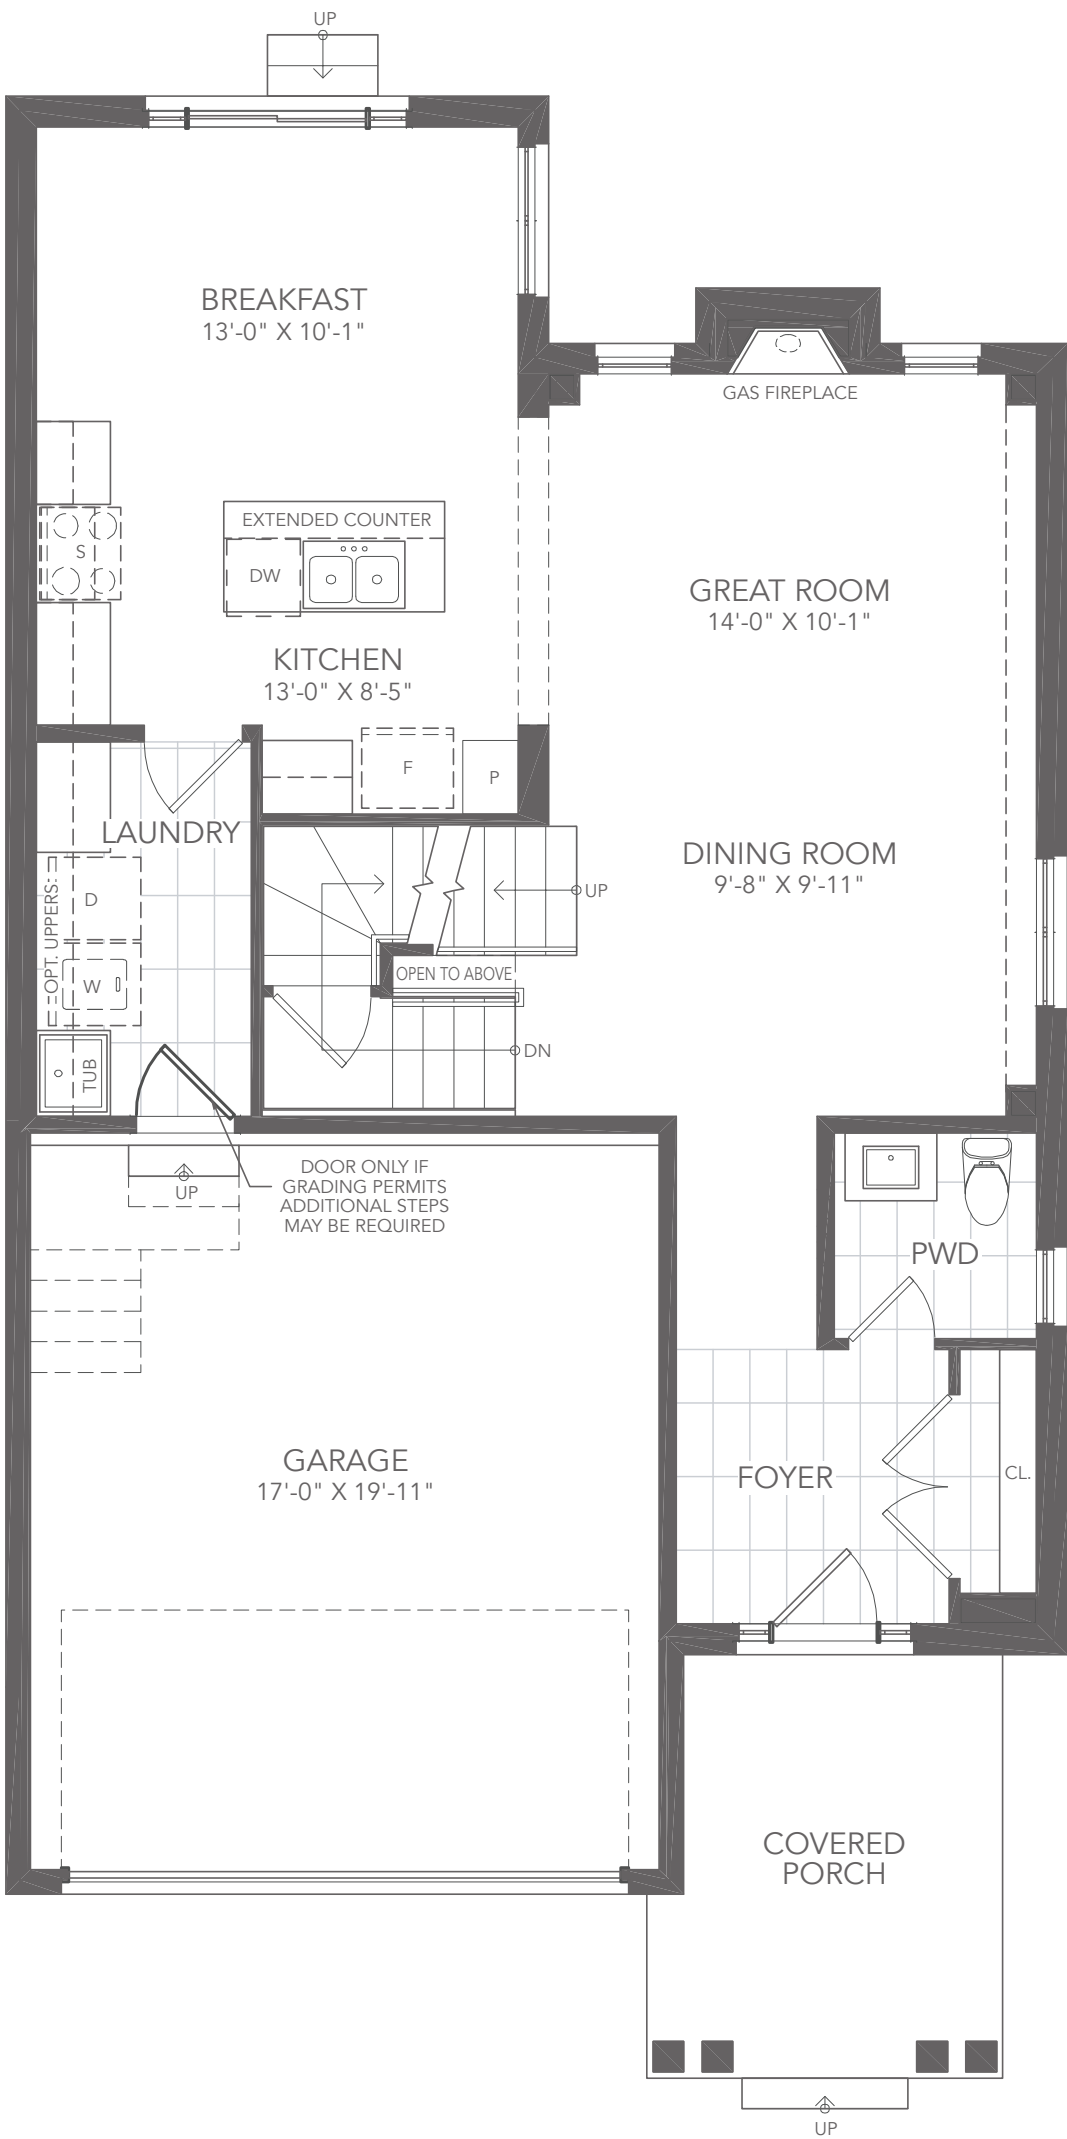 UP
BREAKFAST
13'-0" X 10'-1"
GAS FIREPLACE
EXTENDED COUNTER
S
DW
GREAT ROOM
14'-0" X 10'-1"
KITCHEN
13'-0" X 8'-5"
F
P
LAUNDRY
DINING ROOM
9'-8" X 9'-11"
UP
D
OPT. UPPERS
W
OPEN TO ABOVE
DN
TUB
DOOR ONLY IF
GRADING PERMITS
ADDITIONAL STEPS
MAY BE REQUIRED
UP
PWD
GARAGE
17'-0" X 19'-11"
FOYER
CL.
COVERED
PORCH
UP